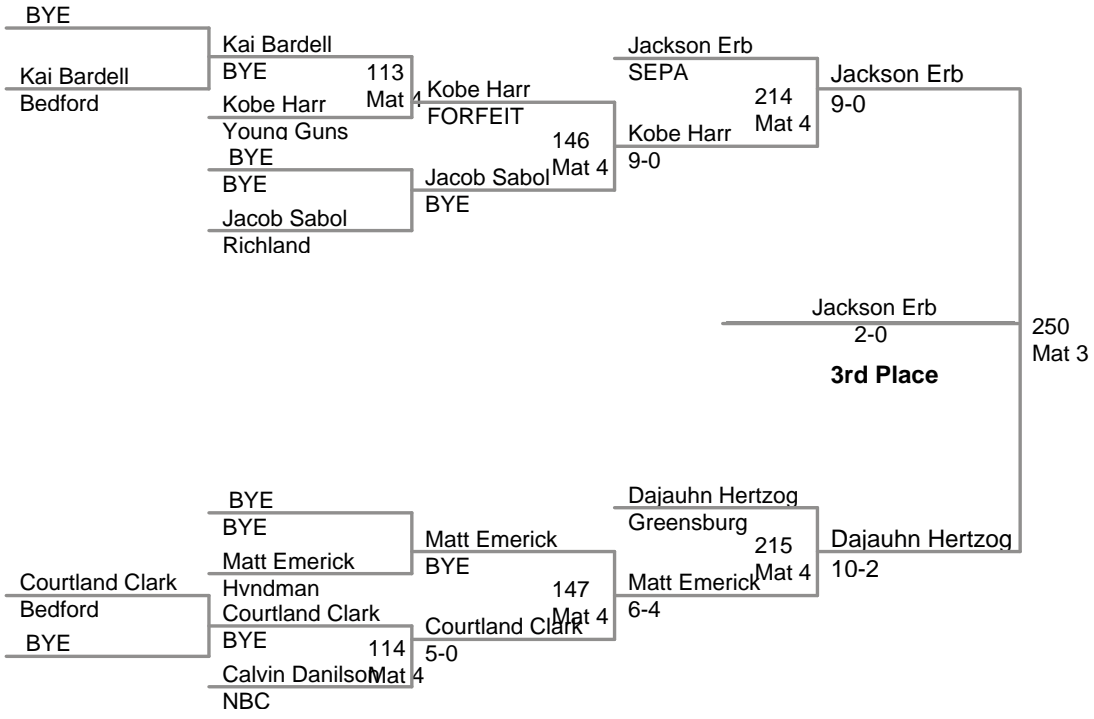 BYE
Kai Bardell
Bedford
Kai Bardell
BYE
113
Mat 4
Kobe Harr
Young Guns
Kobe Harr
FORFEIT
BYE
BYE
Jacob Sabol
Richland
Jacob Sabol
BYE
146
Mat 4
Jackson Erb
SEPA
Kobe Harr
9-0
214
Mat 4
Jackson Erb
9-0
Jackson Erb
2-0
3rd Place
250
Mat 3
BYE
BYE
Matt Emerick
Hyndman
Matt Emerick
BYE
Courtland Clark
Bedford
BYE
Courtland Clark
BYE
114
Mat 4
Calvin Danilson
NBC
Courtland Clark
5-0
147
Mat 4
Dajauhn Hertzog
Greensburg
Matt Emerick
6-4
215
Mat 4
Dajauhn Hertzog
10-2